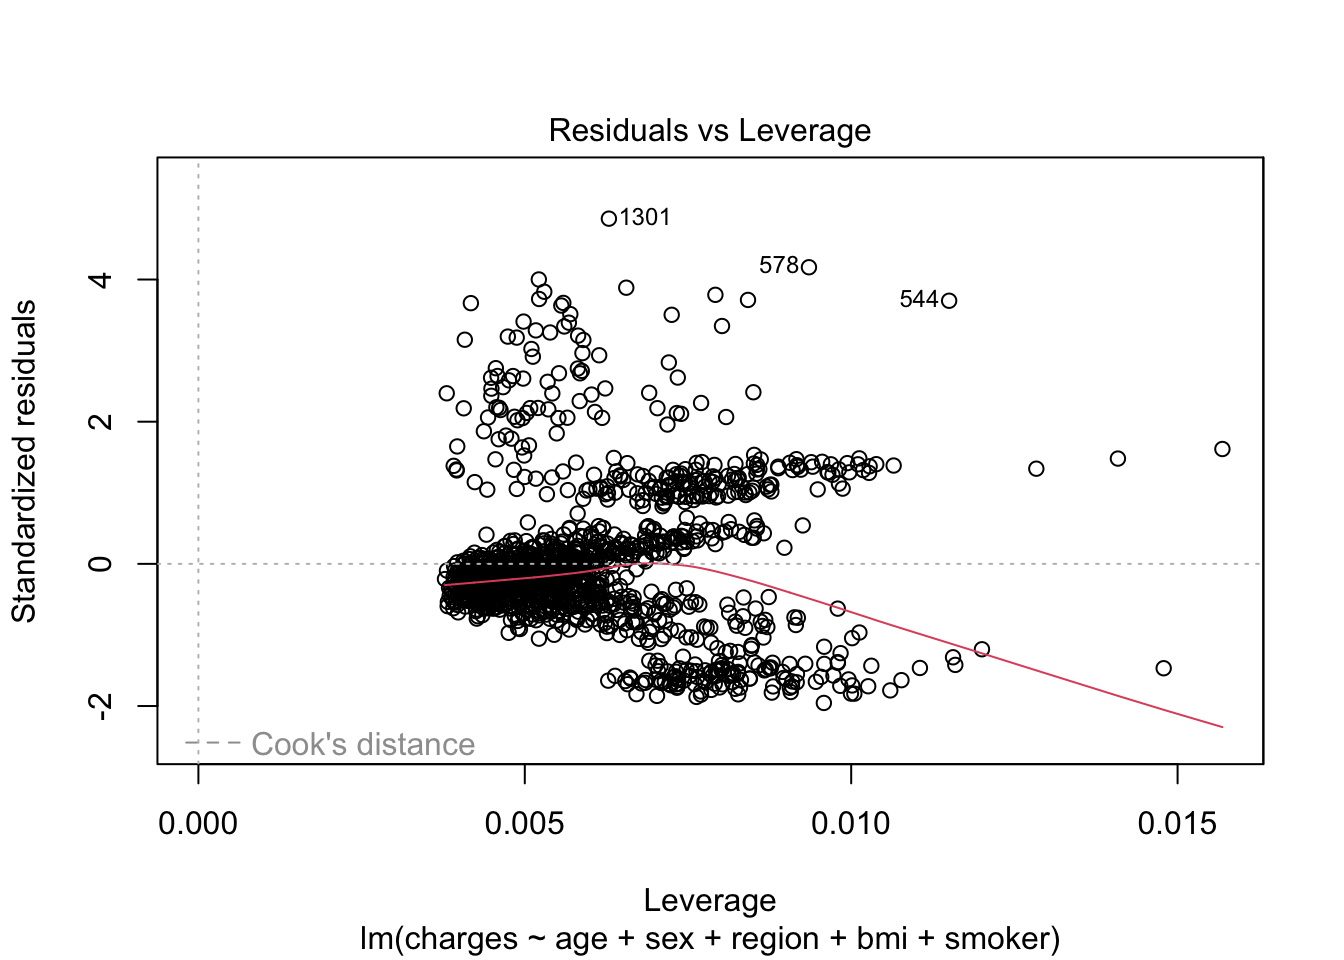 Residuals vs Leverage
Standardized residuals
4
2
0
-2
1301
578
544
Cook's distance
0.000 0.005 0.010 0.015
Leverage
lm(charges ~ age + sex + region + bmi + smoker)